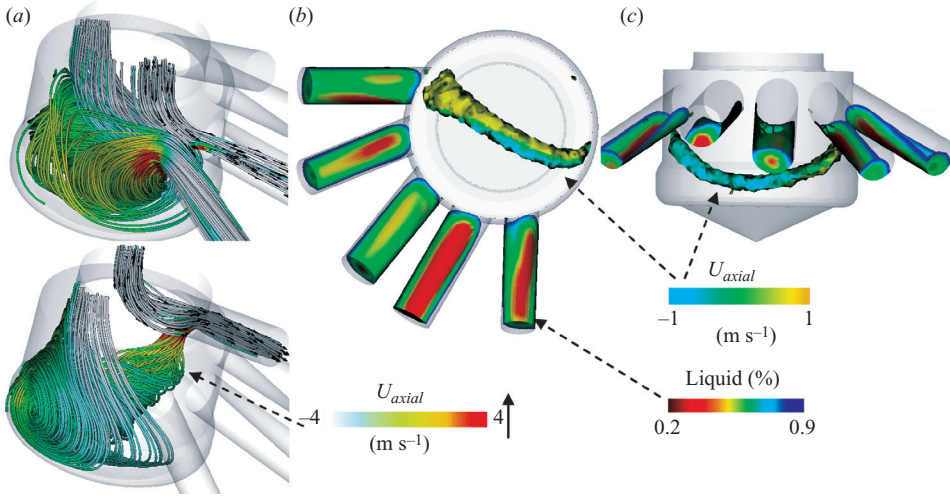 (a)
(b)
(c)
U_axial
–1 1
(m s–1)
Liquid (%)
0.2 0.9
U_axial
–4 4
(m s–1)